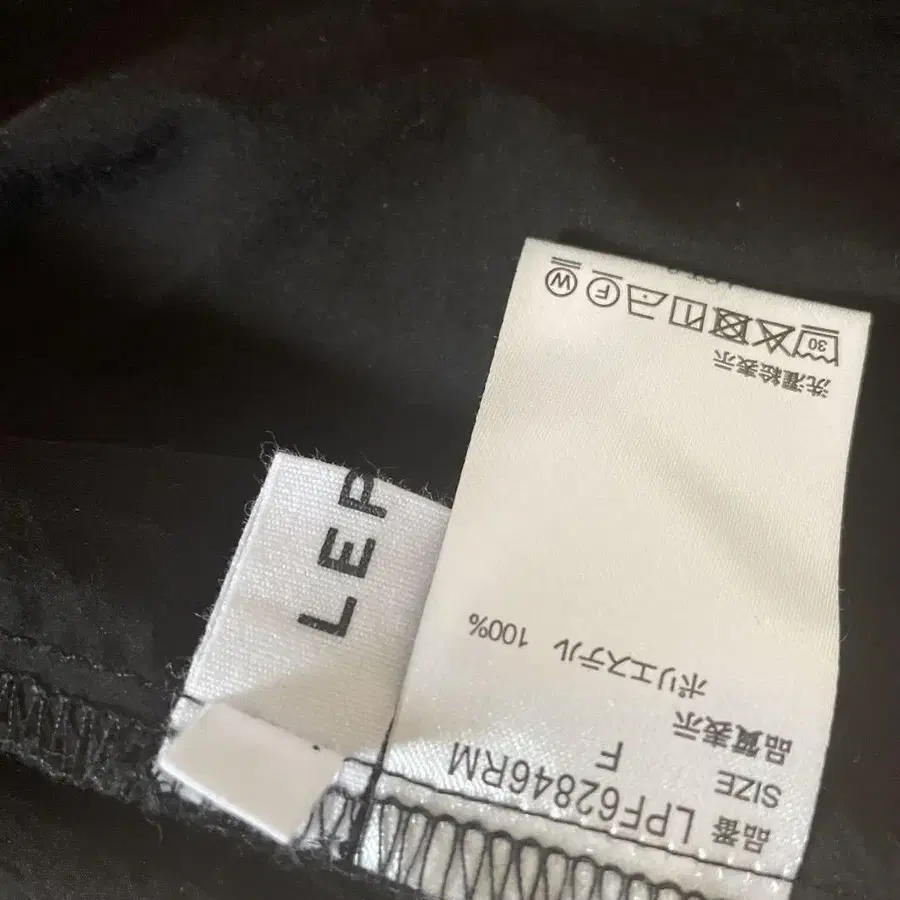 品番 LPF62846RM
SIZE F
品質表示
ポリエステル 100%
洗濯絵表示
30
F
W
LEP